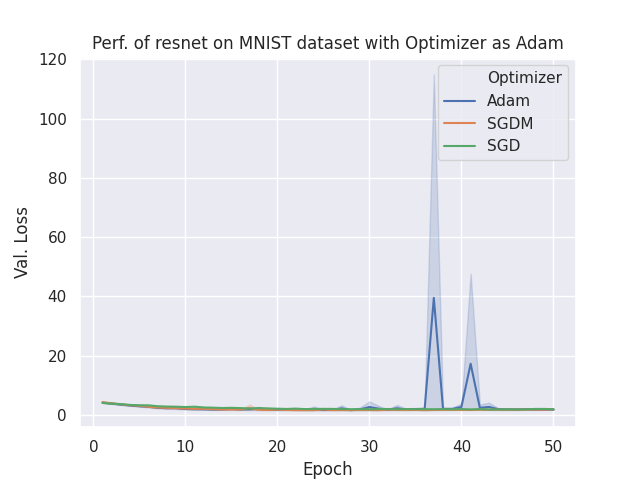 Perf. of resnet on MNIST dataset with Optimizer as Adam
120
100
80
60
40
20
0
Val. Loss
Optimizer
Adam
SGDM
SGD
0 10 20 30 40 50
Epoch